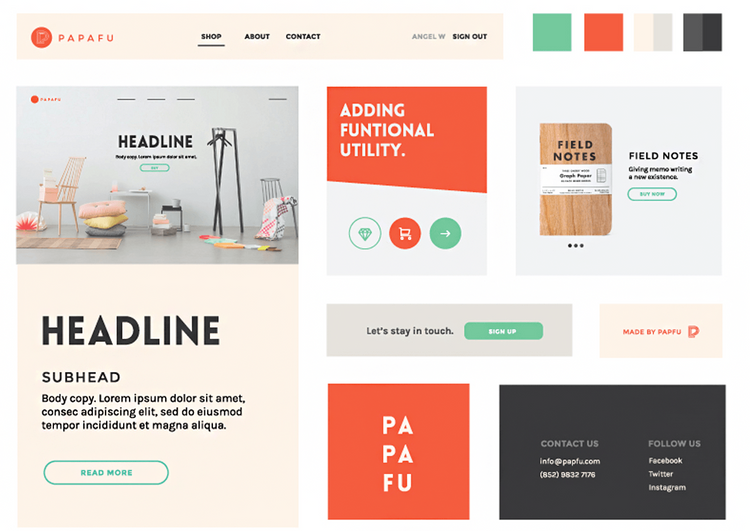 PAPAFU
SHOP ABOUT CONTACT
ANGEL W SIGN OUT
PAPAFU
HEADLINE
Body copy. Lorem ipsum dolor sit amet.
BUY
HEADLINE
SUBHEAD
Body copy. Lorem ipsum dolor sit amet,
consec adipiscing elit, sed do eiusmod
tempor incididunt et magna aliqua.
READ MORE
ADDING
FUNTIONAL
UTILITY.
FIELD
NOTES
Graph Paper
FIELD NOTES
Giving memo writing
a new existence.
BUY NOW
Let's stay in touch.
SIGN UP
MADE BY PAPFU
PA
PA
FU
CONTACT US
info@papfu.com
(852) 9832 7176
FOLLOW US
Facebook
Twitter
Instagram